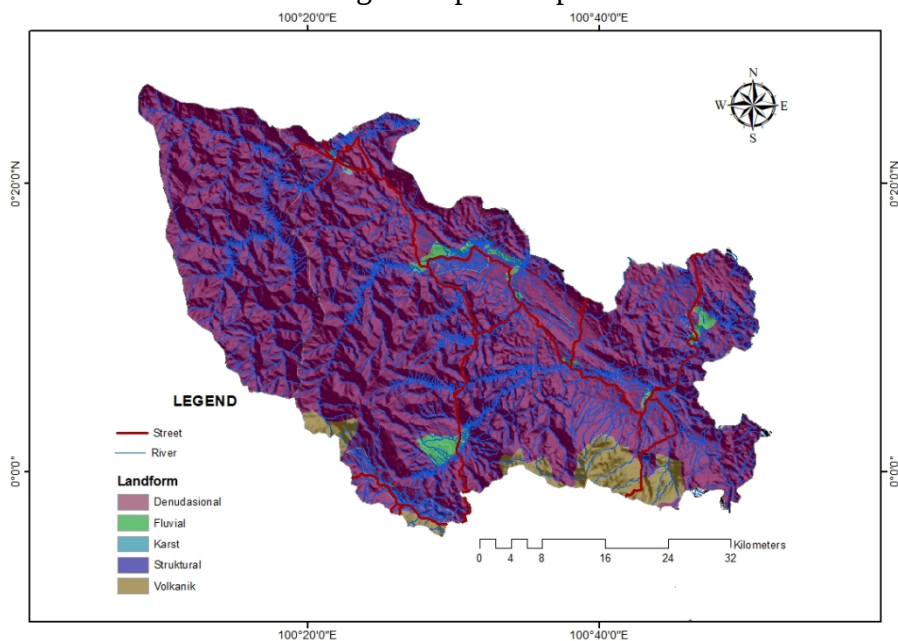 100°20'0"E 100°40'0"E
N
W E
S
0°20'0"N 0°20'0"N
LEGEND
Street
River
0°0'0" 0°0'0"
Landform
Denudasional
Fluvial
Karst
Struktural
Volkanik
Kilometers
0 4 8 16 24 32
100°20'0"E 100°40'0"E